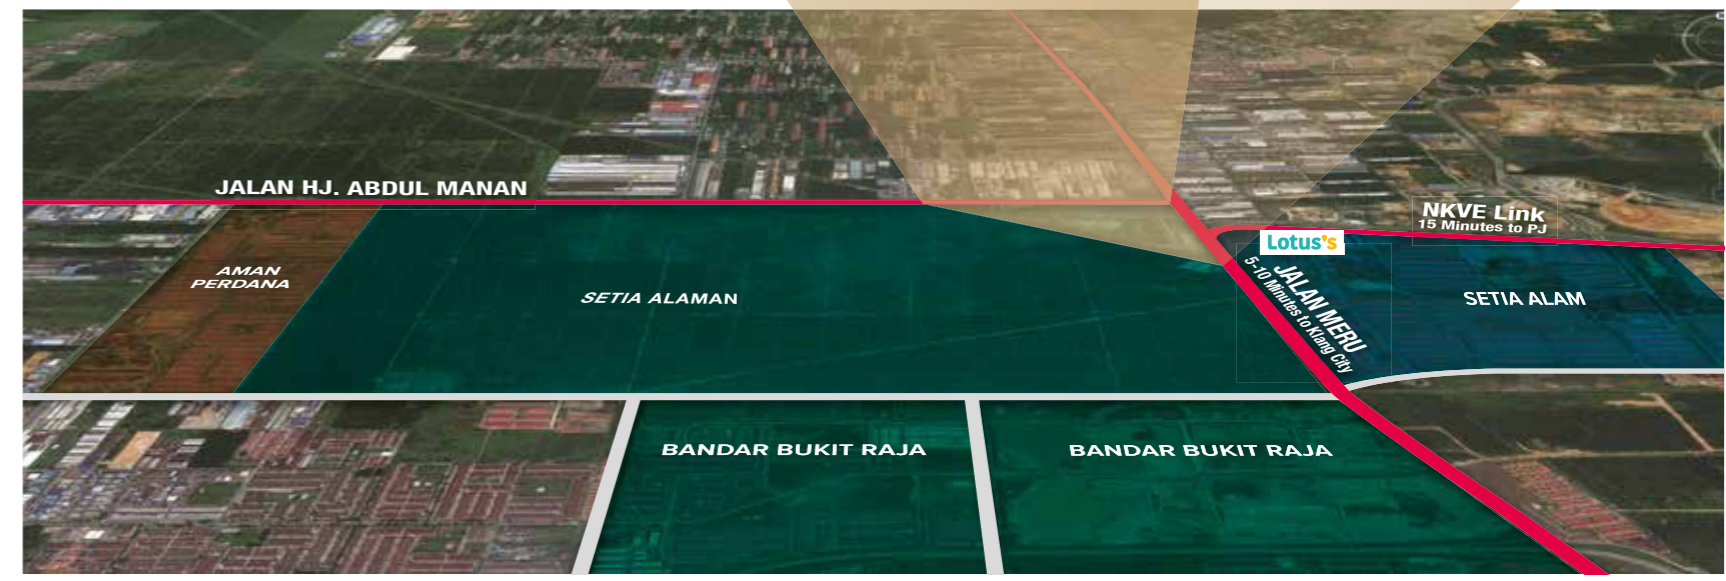 JALAN HJ. ABDUL MANAN
NKVE Link
15 Minutes to PJ
Lotus's
AMAN
PERDANA
SETIA ALAMAN
JALAN MERU
5-10 Minutes to Klang City
SETIA ALAM
BANDAR BUKIT RAJA
BANDAR BUKIT RAJA